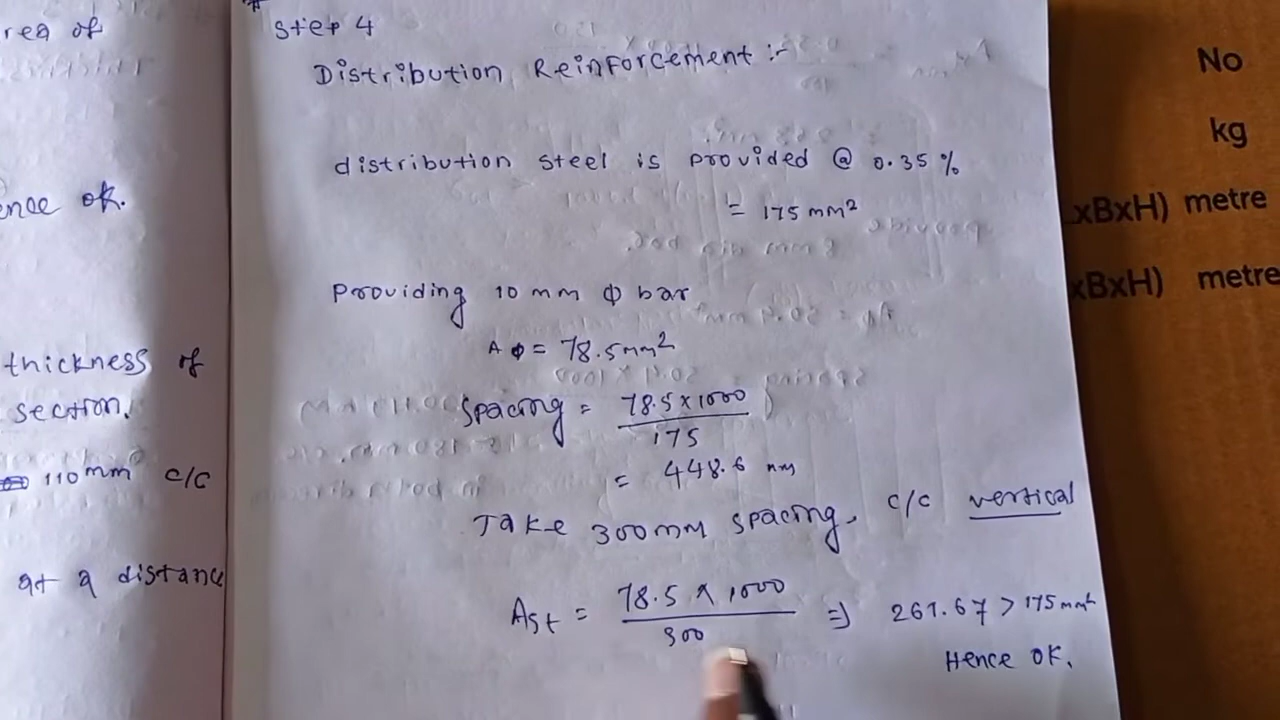 rea of
ence ok.
thickness of
section.
110mm c/c
at a distance
Step 4
Distribution Reinforcement :-
distribution steel is provided @ 0.35 %
= 175 mm²
Providing 10 mm ϕ bar
Aϕ = 78.5mm²
Spacing = 78.5 x 1000
175
= 448.6 mm
Take 300mm spacing, c/c vertical
Ast = 78.5 x 1000 ⇒ 261.67 > 175 mm²
300
Hence OK.
No
kg
xBxH) metre
xBxH) metre